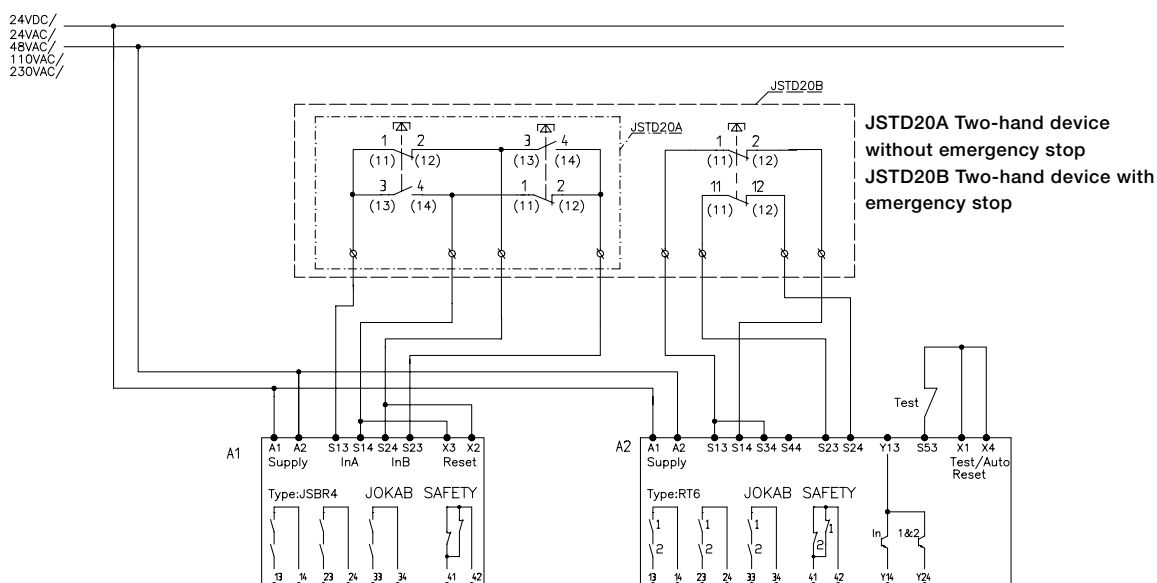 24VDC/
24VAC/
48VAC/
110VAC/
230VAC/
JSTD20B
JSTD20A
JSTD20A Two-hand device
without emergency stop
JSTD20B Two-hand device with
emergency stop
1 2 3 4 1 2
(11) (12) (13) (14) (11) (12)
3 4 1 2 11 12
(13) (14) (11) (12) (11) (12)
Test
A1 A1 A2 S13 S14 S24 S23 X3 X2
Supply InA InB Reset
Type:JSBR4 JOKAB SAFETY
13 14 23 24 33 34 41 42
A2 A1 A2 S13 S14 S34 S44 S23 S24 Y13 S53 X1 X4
Supply Test/Auto
Reset
Type:RT6 JOKAB SAFETY
1 1 1 1 In 1&2
2 2 2 2
13 14 23 24 33 34 41 42 Y14 Y24